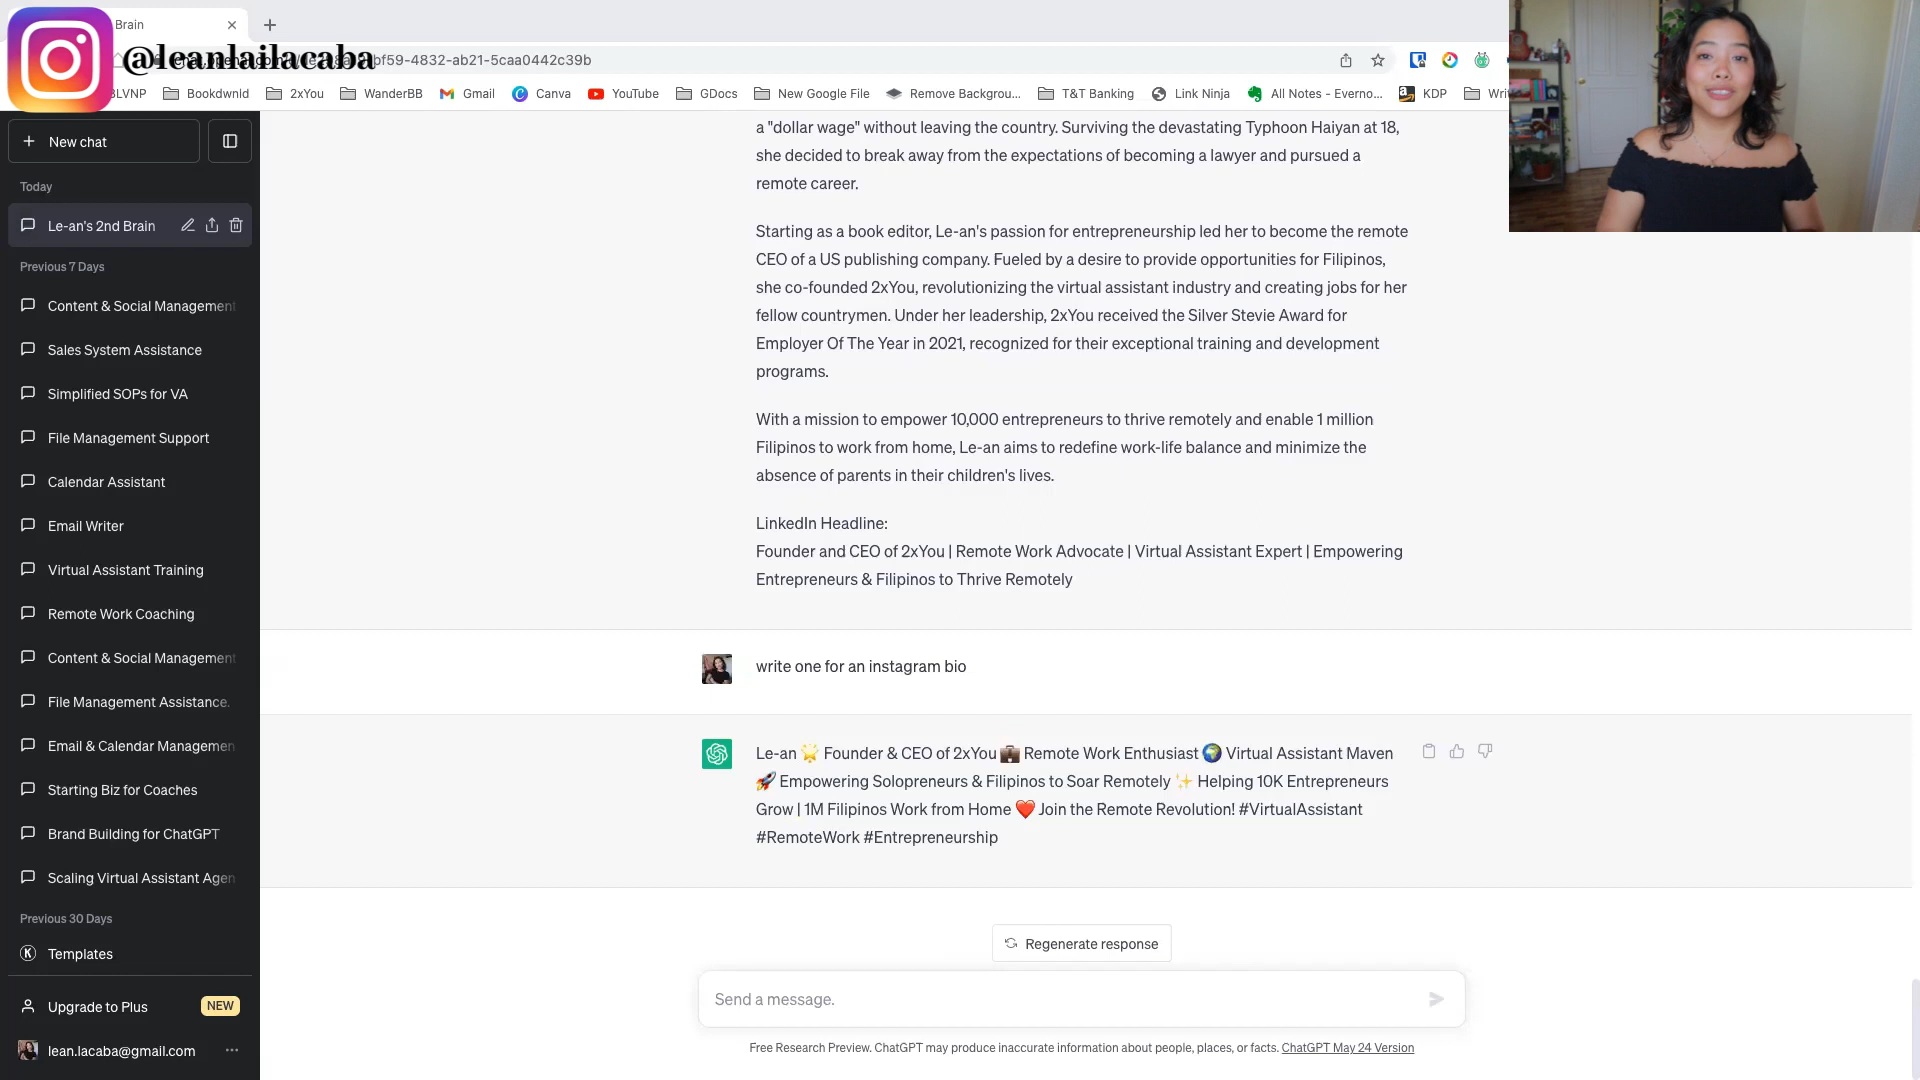 Brain
@leanlailacaba
bf59-4832-ab21-5caa0442c39b
BLVNP
Bookdwnld
2xYou
WanderBB
Gmail
Canva
YouTube
GDocs
New Google File
Remove Backgrou...
T&T Banking
Link Ninja
All Notes - Everno...
KDP
New chat
Today
Le-an's 2nd Brain
Previous 7 Days
Content & Social Management
Sales System Assistance
Simplified SOPs for VA
File Management Support
Calendar Assistant
Email Writer
Virtual Assistant Training
Remote Work Coaching
Content & Social Management
File Management Assistance.
Email & Calendar Managemen
Starting Biz for Coaches
Brand Building for ChatGPT
Scaling Virtual Assistant Agen
Previous 30 Days
Templates
Upgrade to Plus NEW
lean.lacaba@gmail.com
a "dollar wage" without leaving the country. Surviving the devastating Typhoon Haiyan at 18,
she decided to break away from the expectations of becoming a lawyer and pursued a
remote career.
Starting as a book editor, Le-an's passion for entrepreneurship led her to become the remote
CEO of a US publishing company. Fueled by a desire to provide opportunities for Filipinos,
she co-founded 2xYou, revolutionizing the virtual assistant industry and creating jobs for her
fellow countrymen. Under her leadership, 2xYou received the Silver Stevie Award for
Employer Of The Year in 2021, recognized for their exceptional training and development
programs.
With a mission to empower 10,000 entrepreneurs to thrive remotely and enable 1 million
Filipinos to work from home, Le-an aims to redefine work-life balance and minimize the
absence of parents in their children's lives.
LinkedIn Headline:
Founder and CEO of 2xYou | Remote Work Advocate | Virtual Assistant Expert | Empowering
Entrepreneurs & Filipinos to Thrive Remotely
write one for an instagram bio
Le-an 🌟 Founder & CEO of 2xYou 💼 Remote Work Enthusiast 🌍 Virtual Assistant Maven
🚀 Empowering Solopreneurs & Filipinos to Soar Remotely ✨ Helping 10K Entrepreneurs
Grow | 1M Filipinos Work from Home ❤️ Join the Remote Revolution! #VirtualAssistant
#RemoteWork #Entrepreneurship
Regenerate response
Send a message.
Free Research Preview. ChatGPT may produce inaccurate information about people, places, or facts. ChatGPT May 24 Version